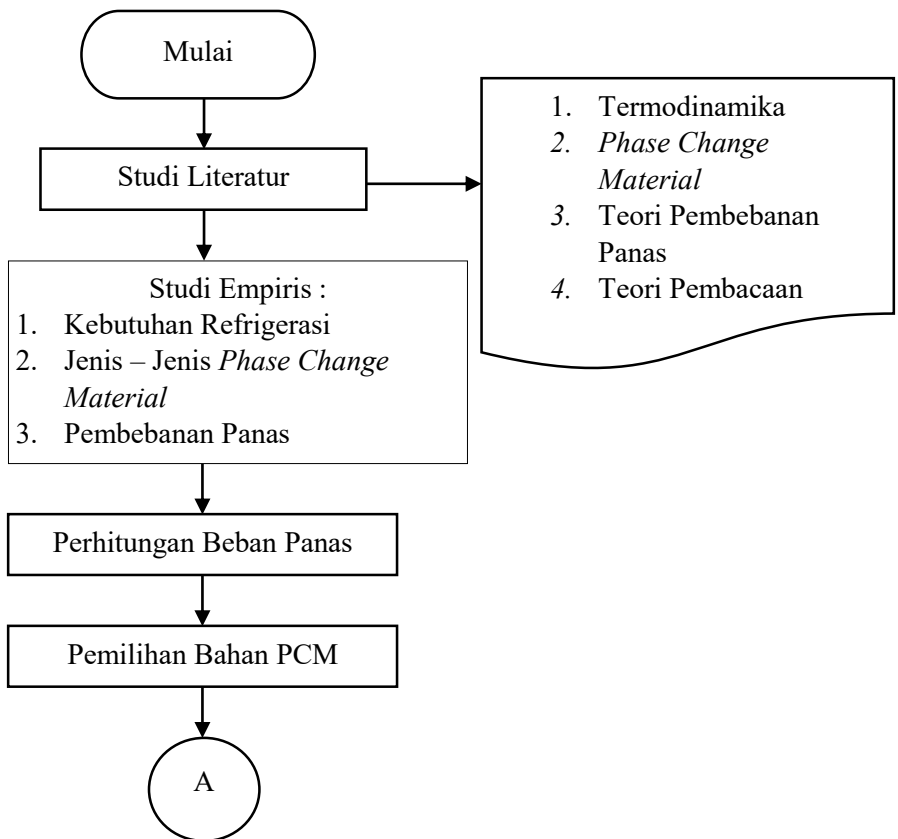 Mulai
Studi Literatur
1. Termodinamika
2. Phase Change
Material
3. Teori Pembebanan
Panas
4. Teori Pembacaan
Studi Empiris :
1. Kebutuhan Refrigerasi
2. Jenis – Jenis Phase Change
Material
3. Pembebanan Panas
Perhitungan Beban Panas
Pemilihan Bahan PCM
A